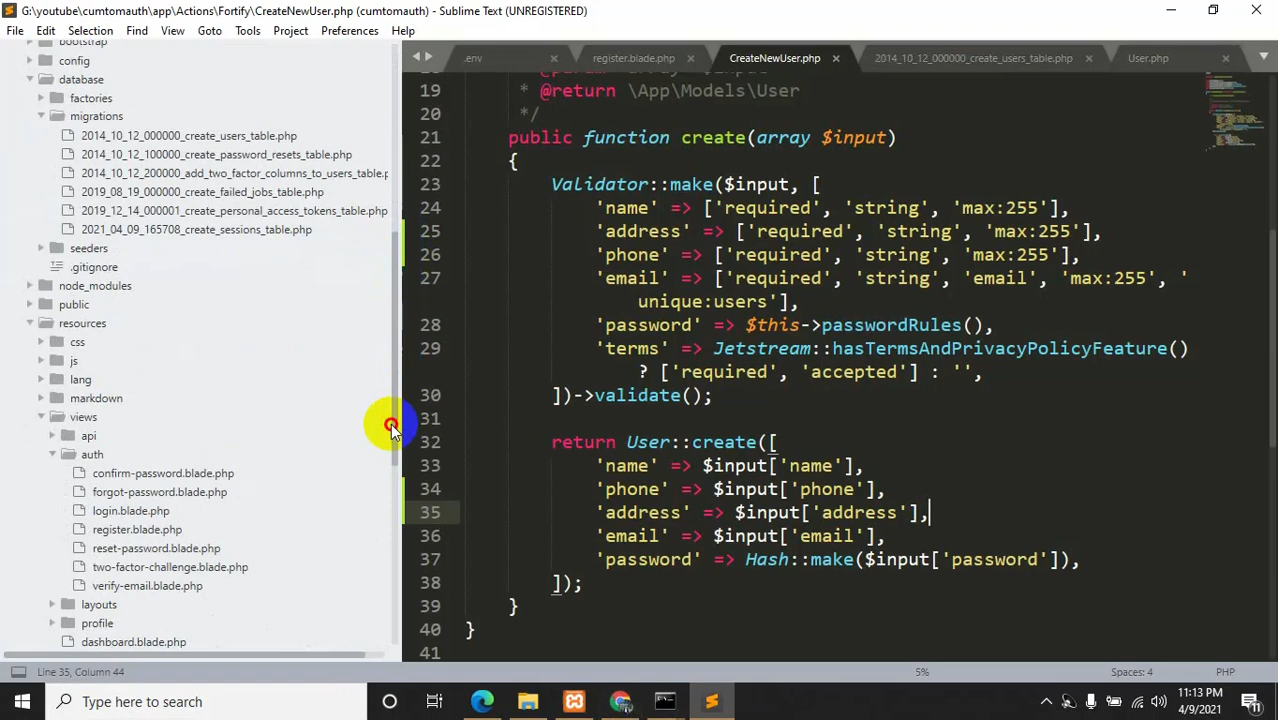 G:\youtube\cumtomauth\app\Actions\Fortify\CreateNewUser.php (cumtomauth) - Sublime Text (UNREGISTERED)
File Edit Selection Find View Goto Tools Project Preferences Help
.env register.blade.php CreateNewUser.php 2014_10_12_000000_create_users_table.php User.php
bootstrap
config
database
factories
migrations
2014_10_12_000000_create_users_table.php
2014_10_12_100000_create_password_resets_table.php
2014_10_12_200000_add_two_factor_columns_to_users_table.p
2019_08_19_000000_create_failed_jobs_table.php
2019_12_14_000001_create_personal_access_tokens_table.php
2021_04_09_165708_create_sessions_table.php
seeders
.gitignore
node_modules
public
resources
css
js
lang
markdown
views
api
auth
confirm-password.blade.php
forgot-password.blade.php
login.blade.php
register.blade.php
reset-password.blade.php
two-factor-challenge.blade.php
verify-email.blade.php
layouts
profile
dashboard.blade.php
18 * @param array $input
19 * @return \App\Models\User
20 */
21 public function create(array $input)
22 {
23 Validator::make($input, [
24 'name' => ['required', 'string', 'max:255'],
25 'address' => ['required', 'string', 'max:255'],
26 'phone' => ['required', 'string', 'max:255'],
27 'email' => ['required', 'string', 'email', 'max:255', '
unique:users'],
28 'password' => $this->passwordRules(),
29 'terms' => Jetstream::hasTermsAndPrivacyPolicyFeature()
? ['required', 'accepted'] : '',
30 ])->validate();
31
32 return User::create([
33 'name' => $input['name'],
34 'phone' => $input['phone'],
35 'address' => $input['address'],
36 'email' => $input['email'],
37 'password' => Hash::make($input['password']),
38 ]);
39 }
40 }
41
Line 35, Column 44 5% Spaces: 4 PHP
Type here to search
11:13 PM
4/9/2021
11